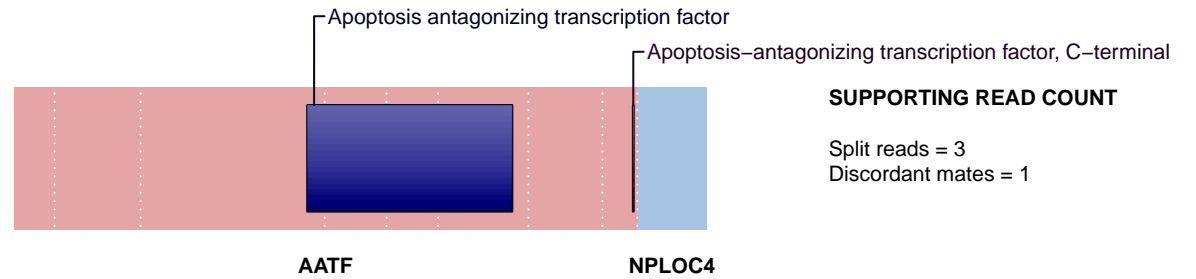 Apoptosis antagonizing transcription factor
Apoptosis−antagonizing transcription factor, C−terminal
SUPPORTING READ COUNT
Split reads = 3
Discordant mates = 1
AATF
NPLOC4